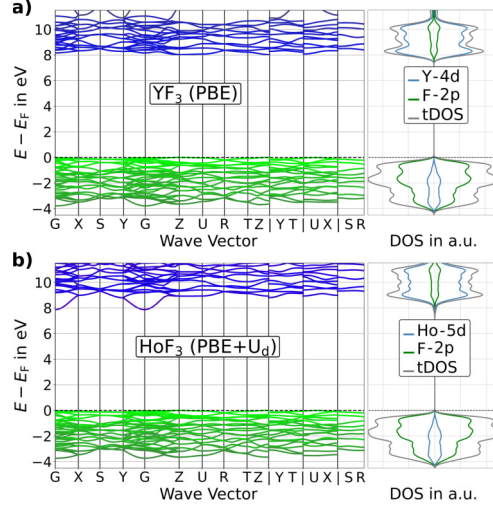 a)
10
8
6
4
2
0
−2
−4
E − E_F in eV
YF₃ (PBE)
G X S Y G Z U R T Z | Y T | U X | S R
Wave Vector
Y-4d
F-2p
tDOS
DOS in a.u.
b)
10
8
6
4
2
0
−2
−4
E − E_F in eV
HoF₃ (PBE+U_d)
G X S Y G Z U R T Z | Y T | U X | S R
Wave Vector
Ho-5d
F-2p
tDOS
DOS in a.u.